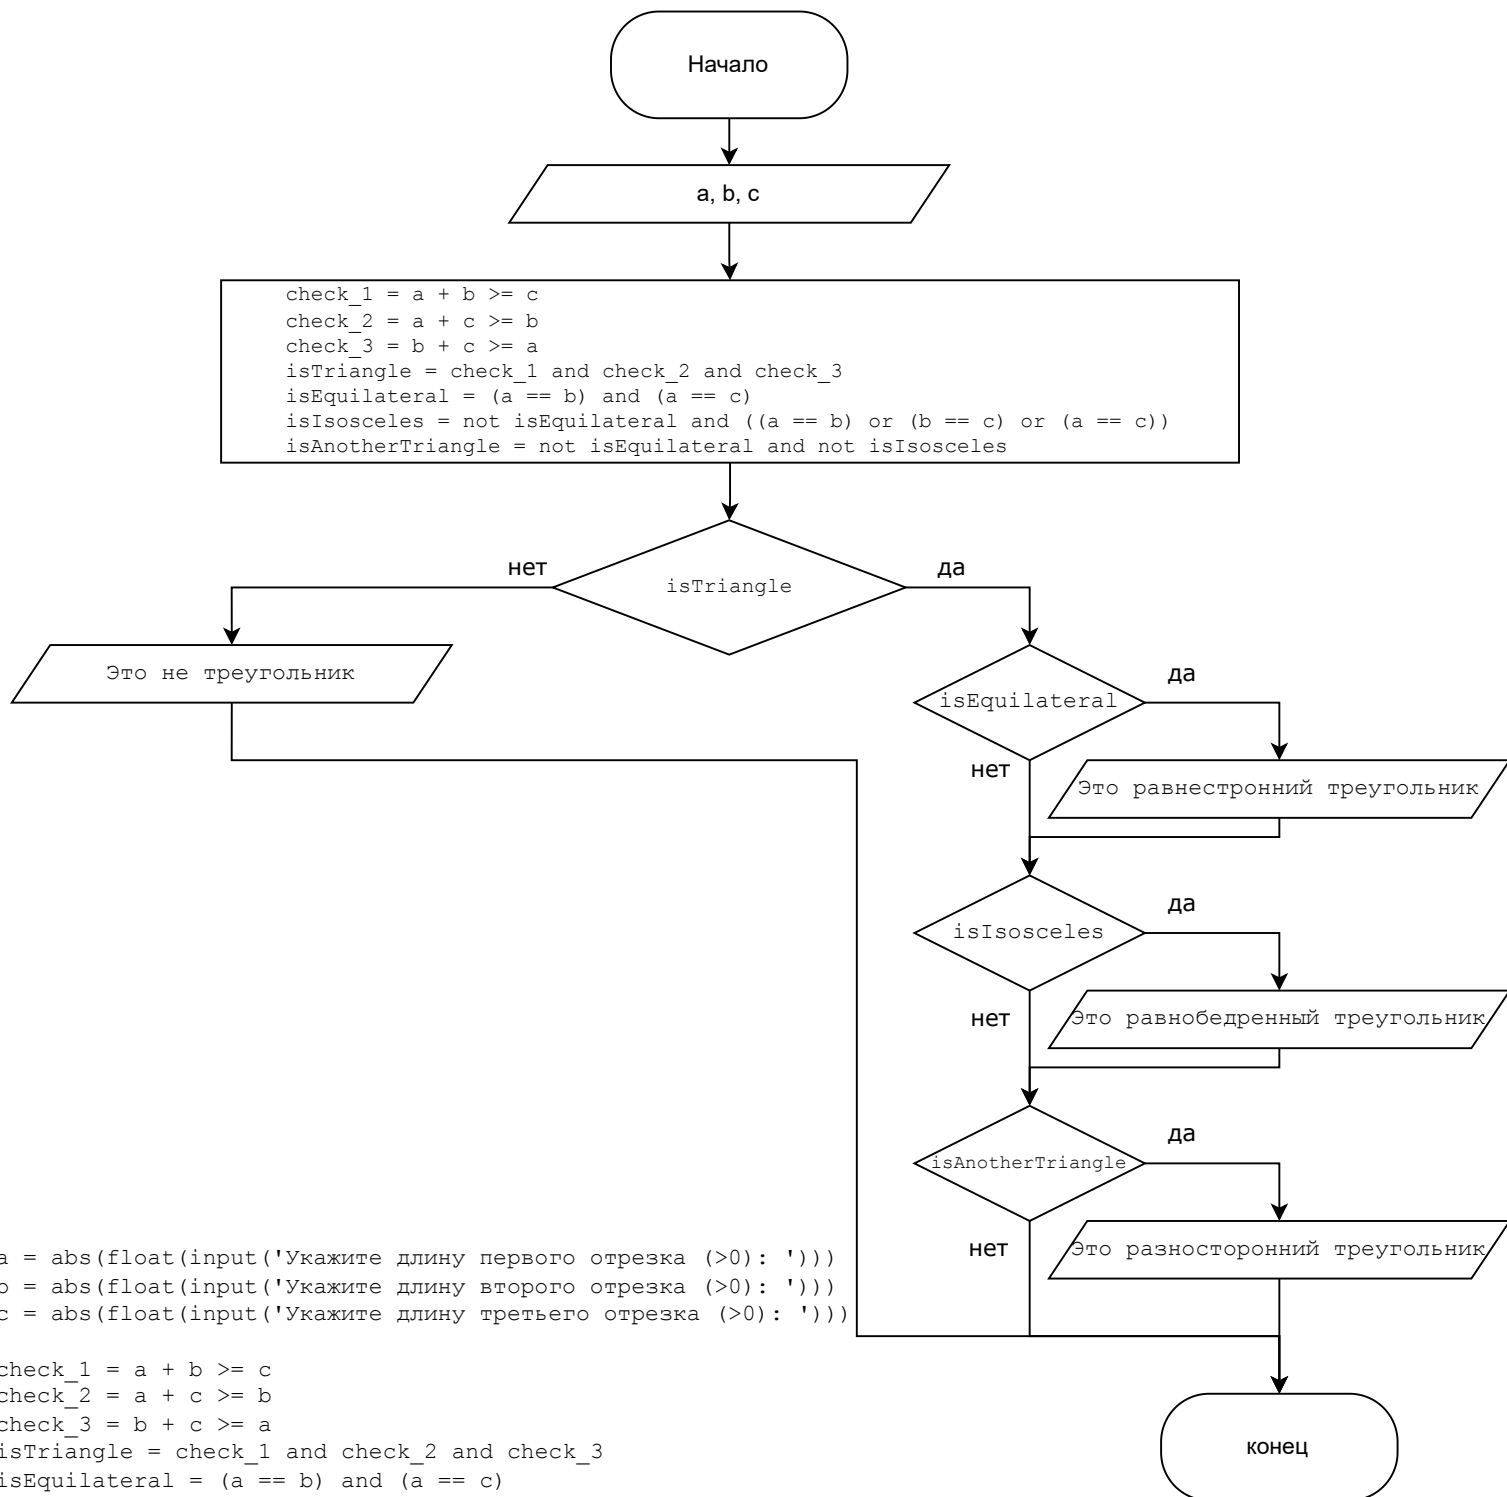 Начало
a, b, c
check_1 = a + b >= c
check_2 = a + c >= b
check_3 = b + c >= a
isTriangle = check_1 and check_2 and check_3
isEquilateral = (a == b) and (a == c)
isIsosceles = not isEquilateral and ((a == b) or (b == c) or (a == c))
isAnotherTriangle = not isEquilateral and not isIsosceles
нет
isTriangle
да
Это не треугольник
isEquilateral
да
нет
Это равнестронний треугольник
isIsosceles
да
нет
Это равнобедренный треугольник
isAnotherTriangle
да
нет
Это разносторонний треугольник
a = abs(float(input('Укажите длину первого отрезка (>0): ')))
b = abs(float(input('Укажите длину второго отрезка (>0): ')))
c = abs(float(input('Укажите длину третьего отрезка (>0): ')))
check_1 = a + b >= c
check_2 = a + c >= b
check_3 = b + c >= a
isTriangle = check_1 and check_2 and check_3
isEquilateral = (a == b) and (a == c)
конец